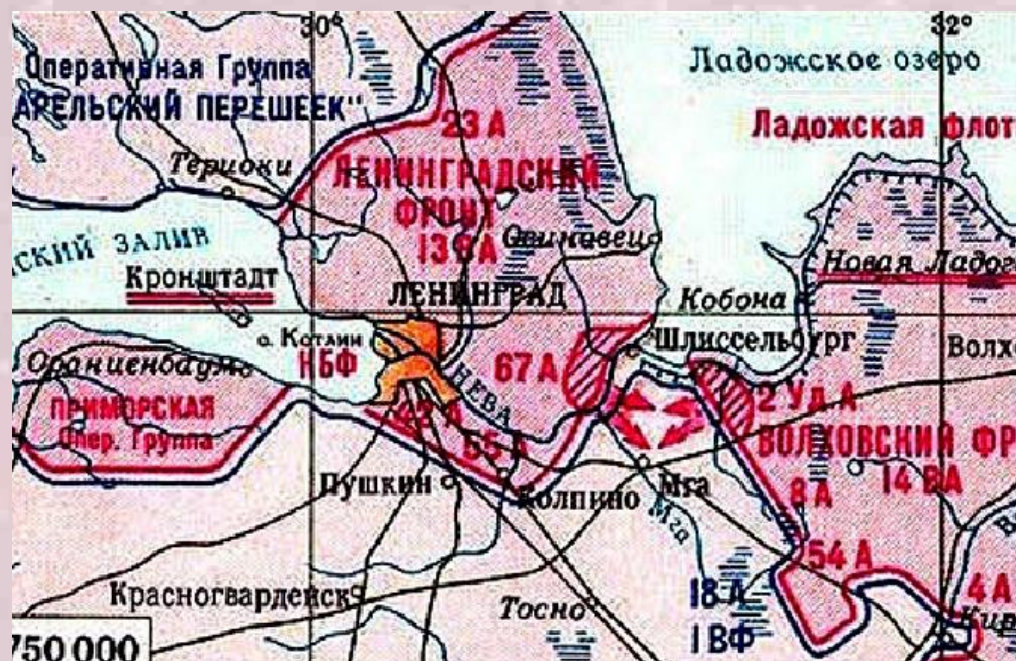 30°
32°
Оперативная Группа
АРЕЛЬСКИЙ ПЕРЕШЕЕК"
Ладожское озеро
23 А
Ладожская флот
Териоки
ЛЕНИНГРАДСКИЙ
ФРОНТ
13 ВА
Осиновец
СКИЙ ЗАЛИВ
Кронштадт
Новая Ладог
ЛЕНИНГРАД
Кобона
о. Котлин
Шлиссельбург
Волхо
Ораниенбаум
КБФ
НЕВА
67 А
ПРИМОРСКАЯ
Опер. Группа
42 А
2 Уд.А
55 А
ВОЛХОВСКИЙ ФР
Пушкин
Колпино
Мга
8 А
14 ВА
Мга
54 А
Красногвардейск
Тосно
18 А
1 ВФ
4 А
Кир
750 000